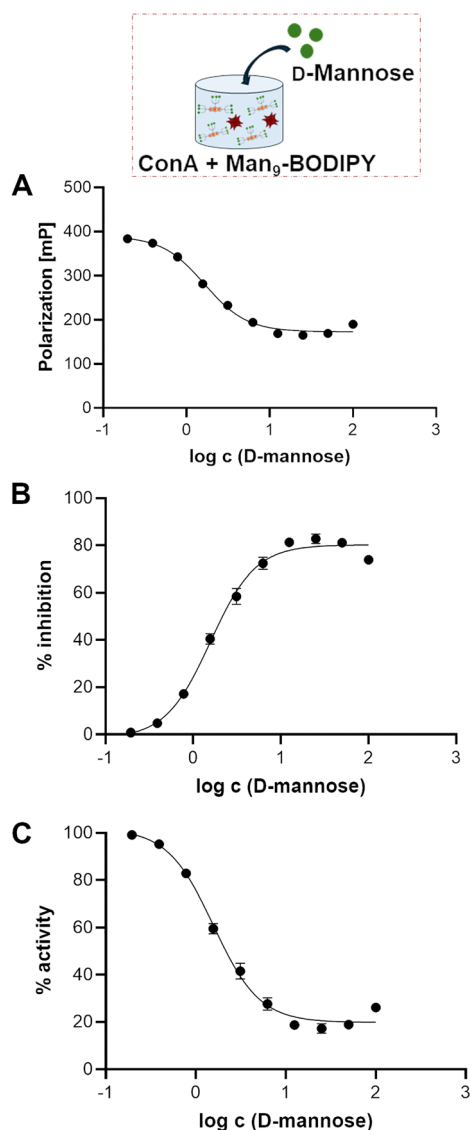 D-Mannose
ConA + Man₉-BODIPY
A
Polarization [mP]
500
400
300
200
100
0
-1 0 1 2 3
log c (D-mannose)
B
% inhibition
100
80
60
40
20
0
-1 0 1 2 3
log c (D-mannose)
C
% activity
100
80
60
40
20
0
-1 0 1 2 3
log c (D-mannose)